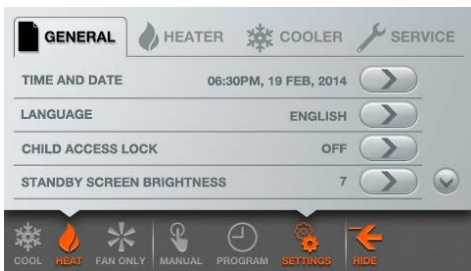 GENERAL HEATER COOLER SERVICE
TIME AND DATE 06:30PM, 19 FEB, 2014
LANGUAGE ENGLISH
CHILD ACCESS LOCK OFF
STANDBY SCREEN BRIGHTNESS 7
COOL HEAT FAN ONLY MANUAL PROGRAM SETTINGS HIDE